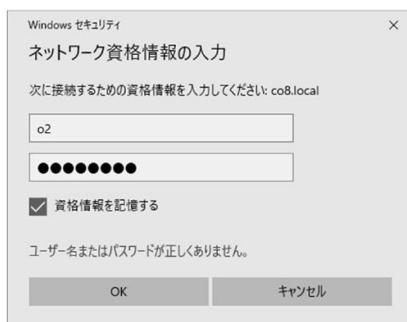 Windows セキュリティ
ネットワーク資格情報の入力
次に接続するための資格情報を入力してください: co8.local
o2
●●●●●●●●
資格情報を記憶する
ユーザー名またはパスワードが正しくありません。
OK
キャンセル